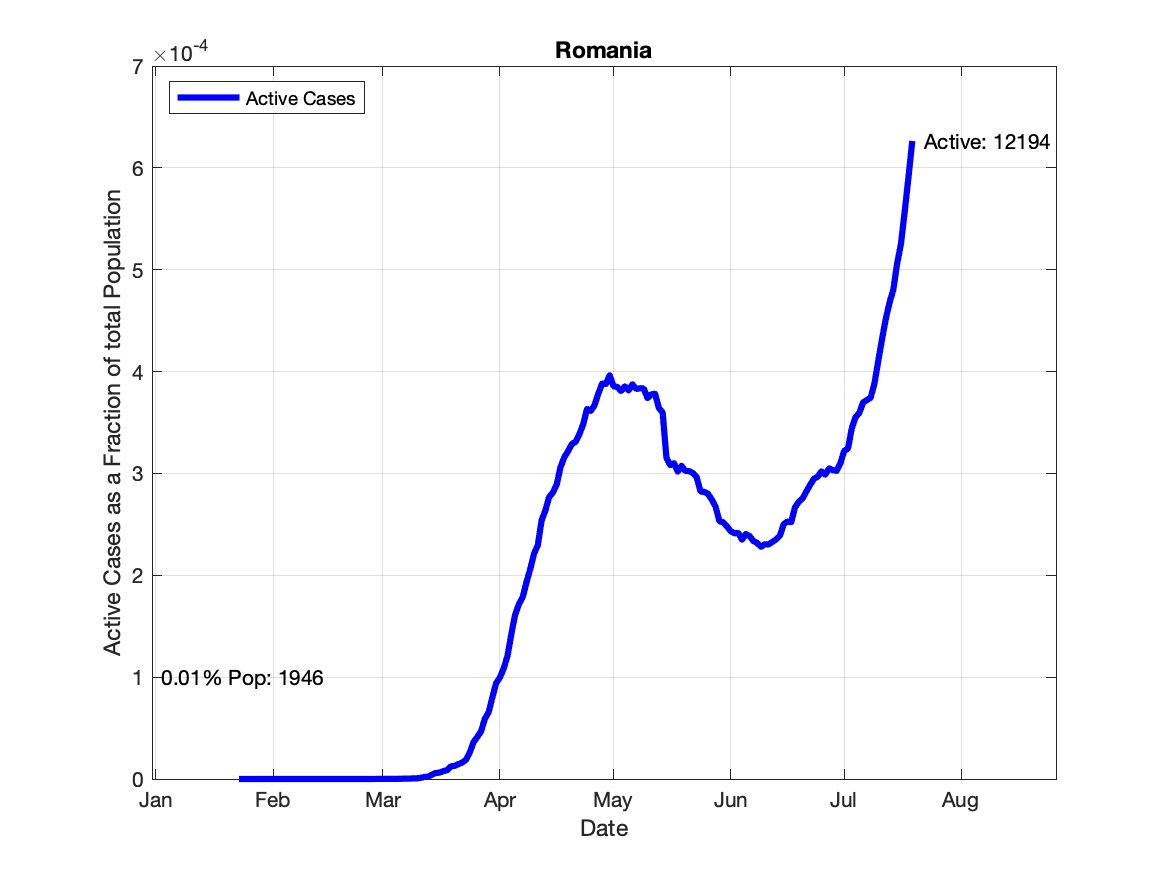 Romania
×10-4
7
6
5
4
3
2
1
0
Active Cases
Active: 12194
0.01% Pop: 1946
Active Cases as a Fraction of total Population
Jan Feb Mar Apr May Jun Jul Aug
Date